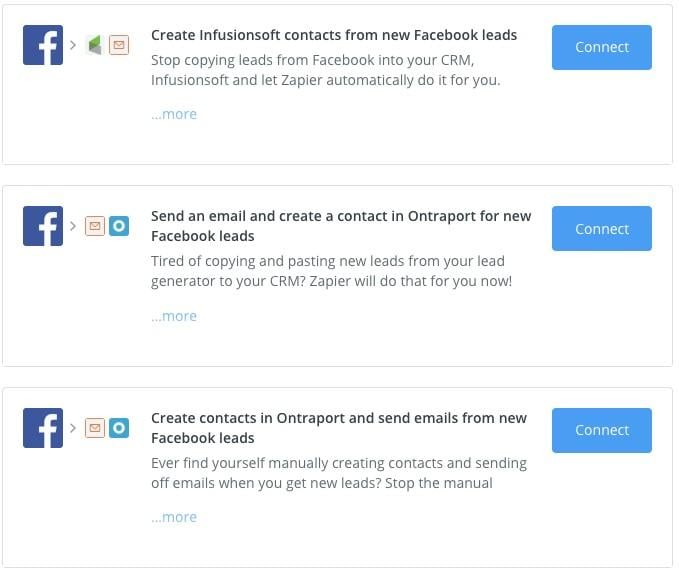 Create Infusionsoft contacts from new Facebook leads
Connect
Stop copying leads from Facebook into your CRM,
Infusionsoft and let Zapier automatically do it for you.
...more
Send an email and create a contact in Ontraport for new
Facebook leads
Connect
Tired of copying and pasting new leads from your lead
generator to your CRM? Zapier will do that for you now!
...more
Create contacts in Ontraport and send emails from new
Facebook leads
Connect
Ever find yourself manually creating contacts and sending
off emails when you get new leads? Stop the manual
...more